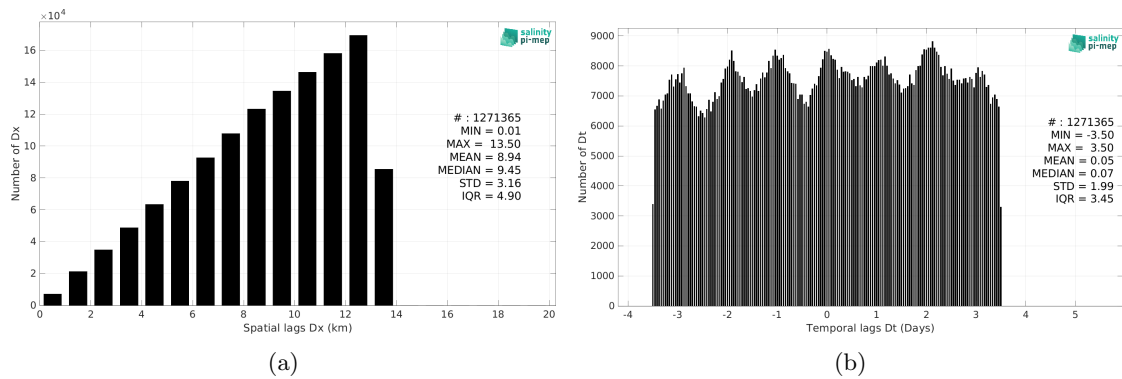 ×10⁴
16
14
12
10
8
6
4
2
0
Number of Dx
0 2 4 6 8 10 12 14 16 18 20
Spatial lags Dx (km)
salinity
pi-mep
# : 1271365
MIN = 0.01
MAX = 13.50
MEAN = 8.94
MEDIAN = 9.45
STD = 3.16
IQR = 4.90
(a)
9000
8000
7000
6000
5000
4000
3000
2000
1000
0
Number of Dt
-4 -3 -2 -1 0 1 2 3 4 5
Temporal lags Dt (Days)
salinity
pi-mep
# : 1271365
MIN = -3.50
MAX = 3.50
MEAN = 0.05
MEDIAN = 0.07
STD = 1.99
IQR = 3.45
(b)